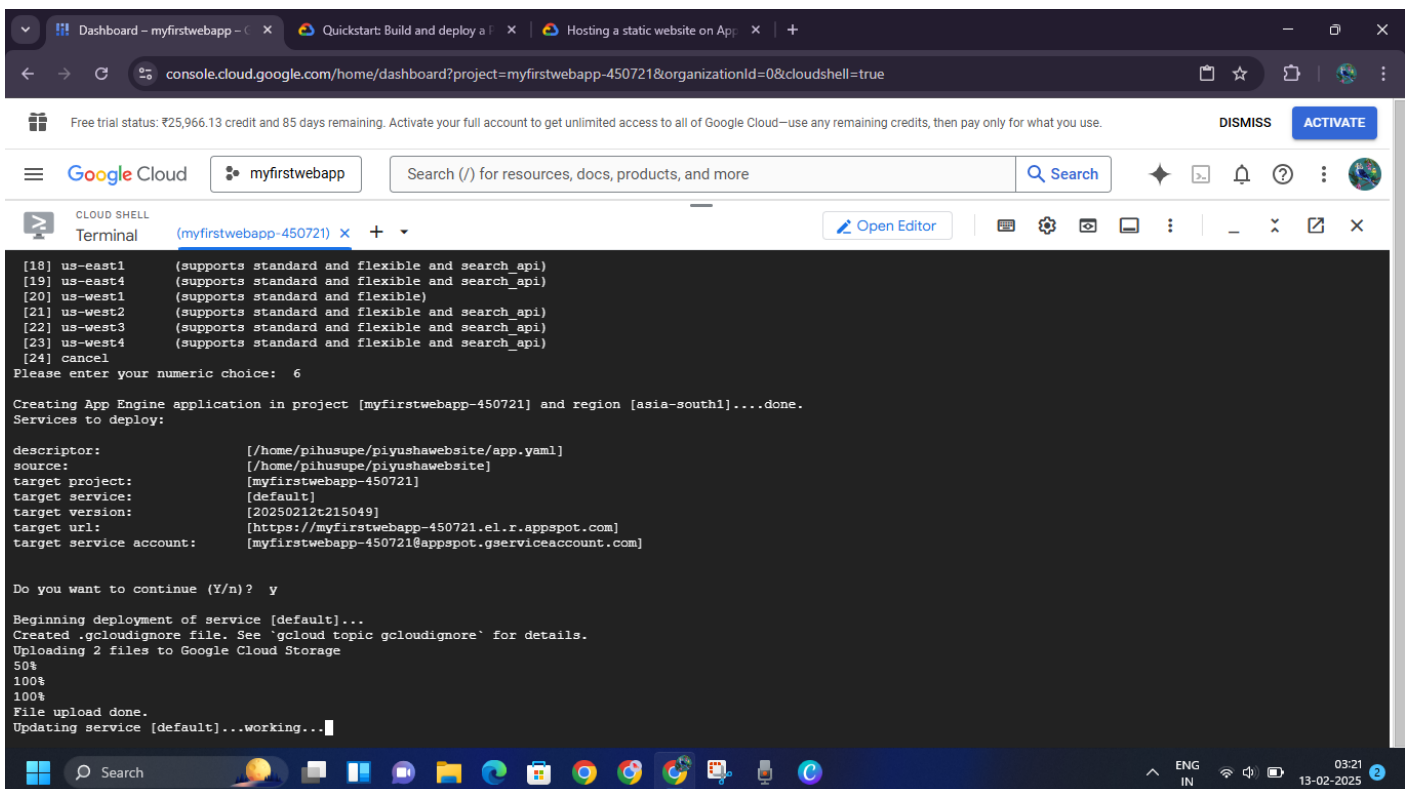 Dashboard – myfirstwebapp – G
Quickstart: Build and deploy a P
Hosting a static website on App
console.cloud.google.com/home/dashboard?project=myfirstwebapp-450721&organizationId=0&cloudshell=true
Free trial status: ₹25,966.13 credit and 85 days remaining. Activate your full account to get unlimited access to all of Google Cloud—use any remaining credits, then pay only for what you use.
DISMISS
ACTIVATE
Google Cloud
myfirstwebapp
Search (/) for resources, docs, products, and more
Search
CLOUD SHELL
Terminal
(myfirstwebapp-450721)
Open Editor
[18] us-east1 (supports standard and flexible and search_api)
[19] us-east4 (supports standard and flexible and search_api)
[20] us-west1 (supports standard and flexible)
[21] us-west2 (supports standard and flexible and search_api)
[22] us-west3 (supports standard and flexible and search_api)
[23] us-west4 (supports standard and flexible and search_api)
[24] cancel
Please enter your numeric choice: 6
Creating App Engine application in project [myfirstwebapp-450721] and region [asia-south1]....done.
Services to deploy:
descriptor: [/home/pihusupe/piyushawebsite/app.yaml]
source: [/home/pihusupe/piyushawebsite]
target project: [myfirstwebapp-450721]
target service: [default]
target version: [20250212t215049]
target url: [https://myfirstwebapp-450721.el.r.appspot.com]
target service account: [myfirstwebapp-450721@appspot.gserviceaccount.com]
Do you want to continue (Y/n)? y
Beginning deployment of service [default]...
Created .gcloudignore file. See `gcloud topic gcloudignore` for details.
Uploading 2 files to Google Cloud Storage
50%
100%
100%
File upload done.
Updating service [default]...working...
Search
ENG
IN
03:21
13-02-2025
2